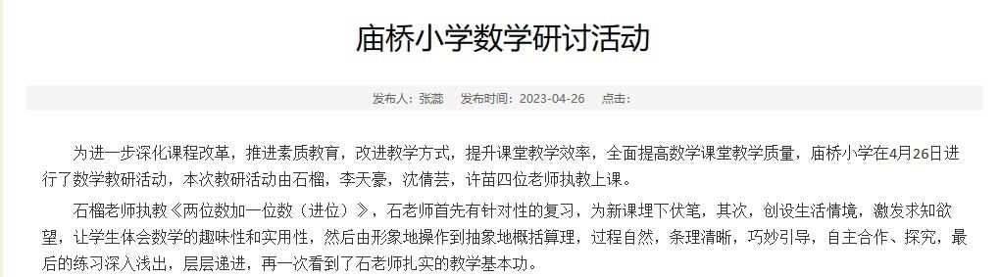 庙桥小学数学研讨活动
发布人：张蕊 发布时间：2023-04-26 点击：
为进一步深化课程改革，推进素质教育，改进教学方式，提升课堂教学效率，全面提高数学课堂教学质量，庙桥小学在4月26日进
行了数学教研活动，本次教研活动由石榴，李天豪，沈倩芸，许苗四位老师执教上课。
石榴老师执教《两位数加一位数（进位）》，石老师首先有针对性的复习，为新课埋下伏笔，其次，创设生活情境，激发求知欲
望，让学生体会数学的趣味性和实用性，然后由形象地操作到抽象地概括算理，过程自然，条理清晰，巧妙引导，自主合作、探究，最
后的练习深入浅出，层层递进，再一次看到了石老师扎实的教学基本功。